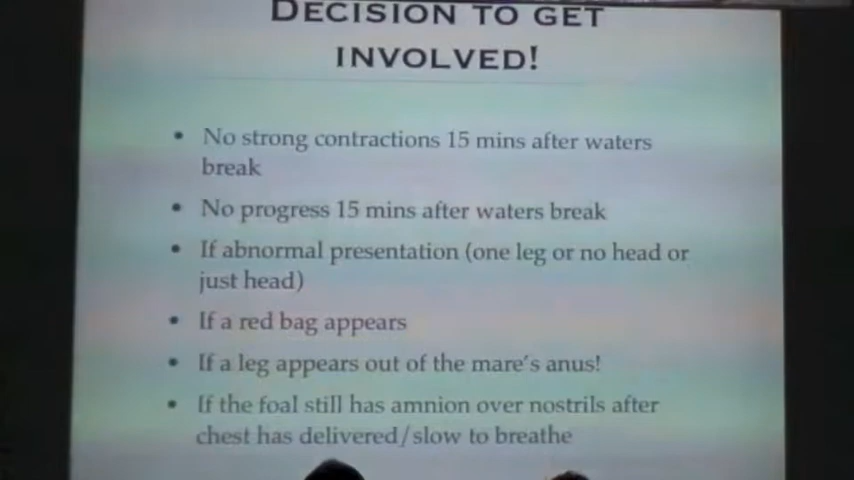 DECISION TO GET
INVOLVED!
• No strong contractions 15 mins after waters
break
• No progress 15 mins after waters break
• If abnormal presentation (one leg or no head or
just head)
• If a red bag appears
• If a leg appears out of the mare's anus!
• If the foal still has amnion over nostrils after
chest has delivered/slow to breathe